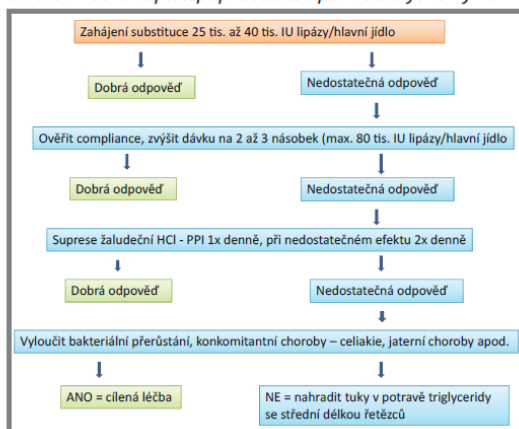 Zahájení substituce 25 tis. až 40 tis. IU lipázy/hlavní jídlo
Dobrá odpověď
Nedostatečná odpověď
Ověřit compliance, zvýšit dávku na 2 až 3 násobek (max. 80 tis. IU lipázy/hlavní jídlo
Dobrá odpověď
Nedostatečná odpověď
Suprese žaludeční HCl - PPI 1x denně, při nedostatečném efektu 2x denně
Dobrá odpověď
Nedostatečná odpověď
Vyloučit bakteriální přerůstání, konkomitantní choroby – celiakie, jaterní choroby apod.
ANO = cílená léčba
NE = nahradit tuky v potravě triglyceridy
se střední délkou řetězců